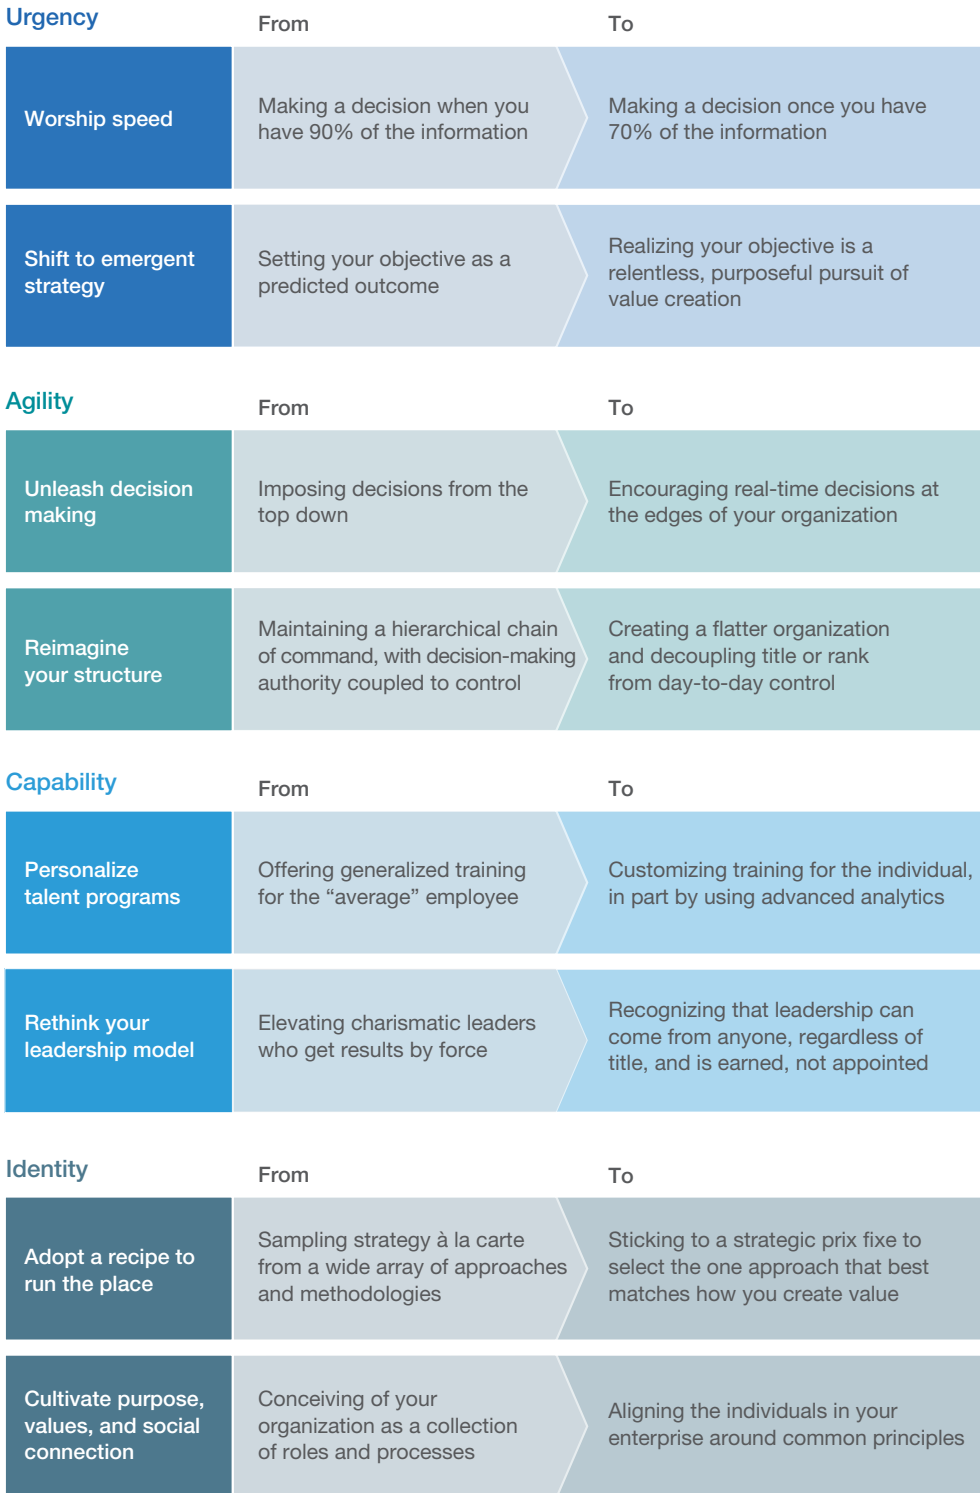 Urgency
From
To
Worship speed
Making a decision when you
have 90% of the information
Making a decision once you have
70% of the information
Shift to emergent
strategy
Setting your objective as a
predicted outcome
Realizing your objective is a
relentless, purposeful pursuit of
value creation
Agility
From
To
Unleash decision
making
Imposing decisions from the
top down
Encouraging real-time decisions at
the edges of your organization
Reimagine
your structure
Maintaining a hierarchical chain
of command, with decision-making
authority coupled to control
Creating a flatter organization
and decoupling title or rank
from day-to-day control
Capability
From
To
Personalize
talent programs
Offering generalized training
for the “average” employee
Customizing training for the individual,
in part by using advanced analytics
Rethink your
leadership model
Elevating charismatic leaders
who get results by force
Recognizing that leadership can
come from anyone, regardless of
title, and is earned, not appointed
Identity
From
To
Adopt a recipe to
run the place
Sampling strategy à la carte
from a wide array of approaches
and methodologies
Sticking to a strategic prix fixe to
select the one approach that best
matches how you create value
Cultivate purpose,
values, and social
connection
Conceiving of your
organization as a collection
of roles and processes
Aligning the individuals in your
enterprise around common principles